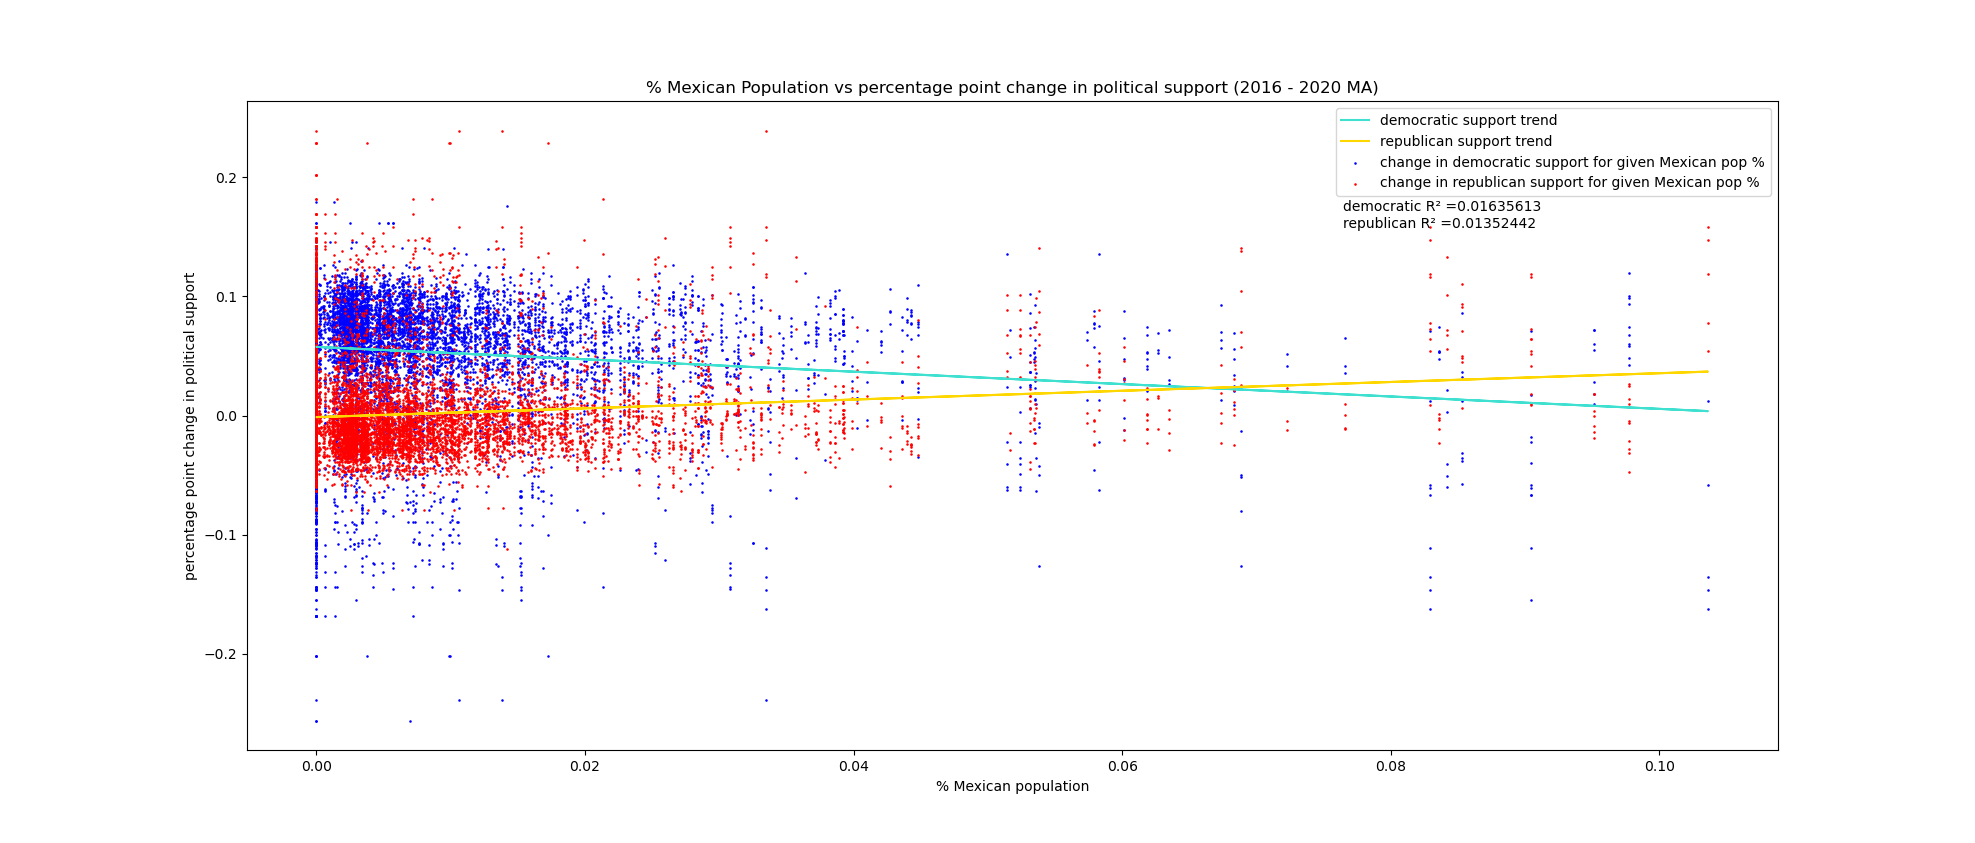 % Mexican Population vs percentage point change in political support (2016 - 2020 MA)
democratic support trend
republican support trend
change in democratic support for given Mexican pop %
change in republican support for given Mexican pop %
democratic R² =0.01635613
republican R² =0.01352442
percentage point change in political support
0.2
0.1
0.0
−0.1
−0.2
0.00 0.02 0.04 0.06 0.08 0.10
% Mexican population